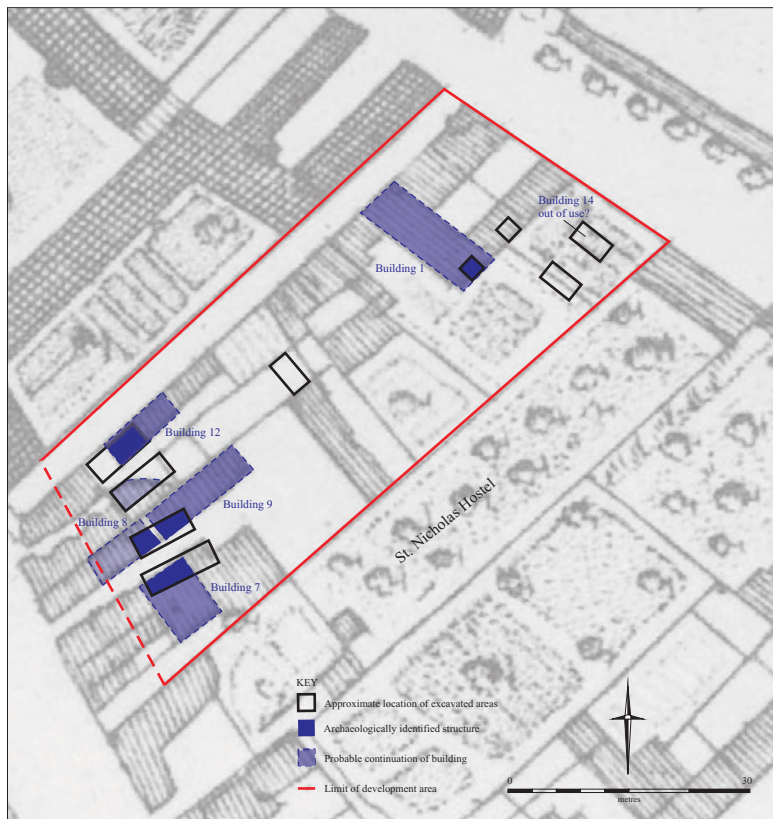 Building 14
out of use?
Building 1
Building 12
Building 9
Building 8
Building 7
St. Nicholas Hostel
KEY
Approximate location of excavated areas
Archaeologically identified structure
Probable continuation of building
Limit of development area
0 30
metres